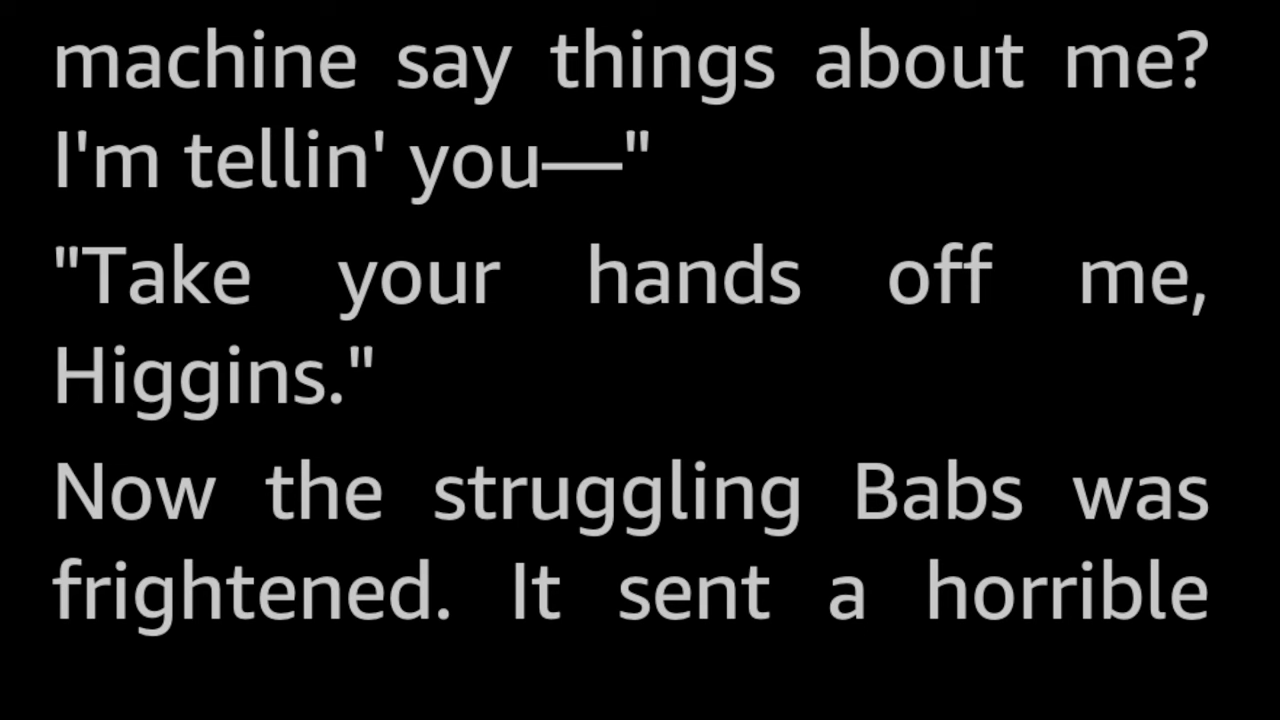 machine say things about me?
I'm tellin' you—"
"Take your hands off me,
Higgins."
Now the struggling Babs was
frightened. It sent a horrible